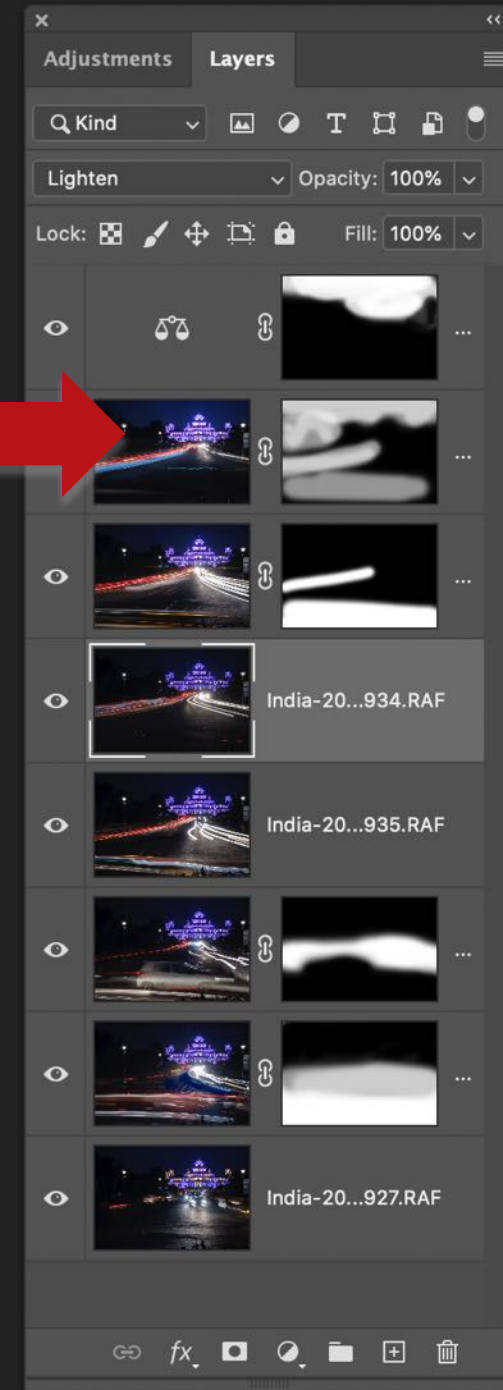 Adjustments Layers
Kind
Lighten Opacity: 100%
Lock: Fill: 100%
...
...
...
India-20...934.RAF
India-20...935.RAF
...
...
India-20...927.RAF
fx